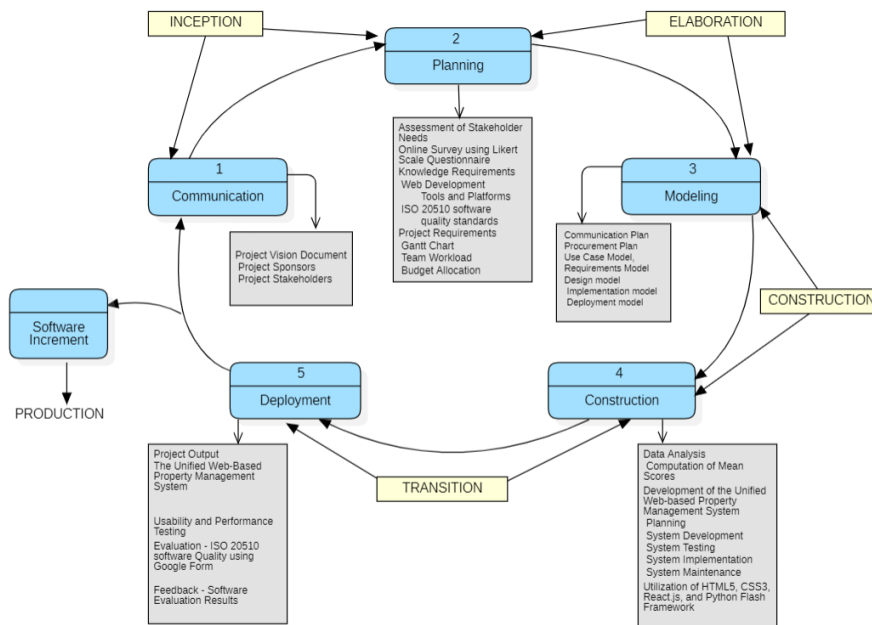 INCEPTION
ELABORATION
2
Planning
Assessment of Stakeholder
Needs
Online Survey using Likert
Scale Questionnaire
Knowledge Requirements
Web Development
Tools and Platforms
ISO 20510 software
quality standards
Project Requirements
Gantt Chart
Team Workload
Budget Allocation
1
Communication
Project Vision Document
Project Sponsors
Project Stakeholders
3
Modeling
Communication Plan
Procurement Plan
Use Case Model,
Requirements Model
Design model
Implementation model
Deployment model
CONSTRUCTION
Software
Increment
PRODUCTION
5
Deployment
4
Construction
TRANSITION
Project Output
The Unified Web-Based
Property Management
System
Usability and Performance
Testing
Evaluation - ISO 20510
software Quality using
Google Form
Feedback - Software
Evaluation Results
Data Analysis
Computation of Mean
Scores
Development of the Unified
Web-based Property
Management System
Planning
System Development
System Testing
System Implementation
System Maintenance
Utilization of HTML5, CSS3,
React.js, and Python Flash
Framework